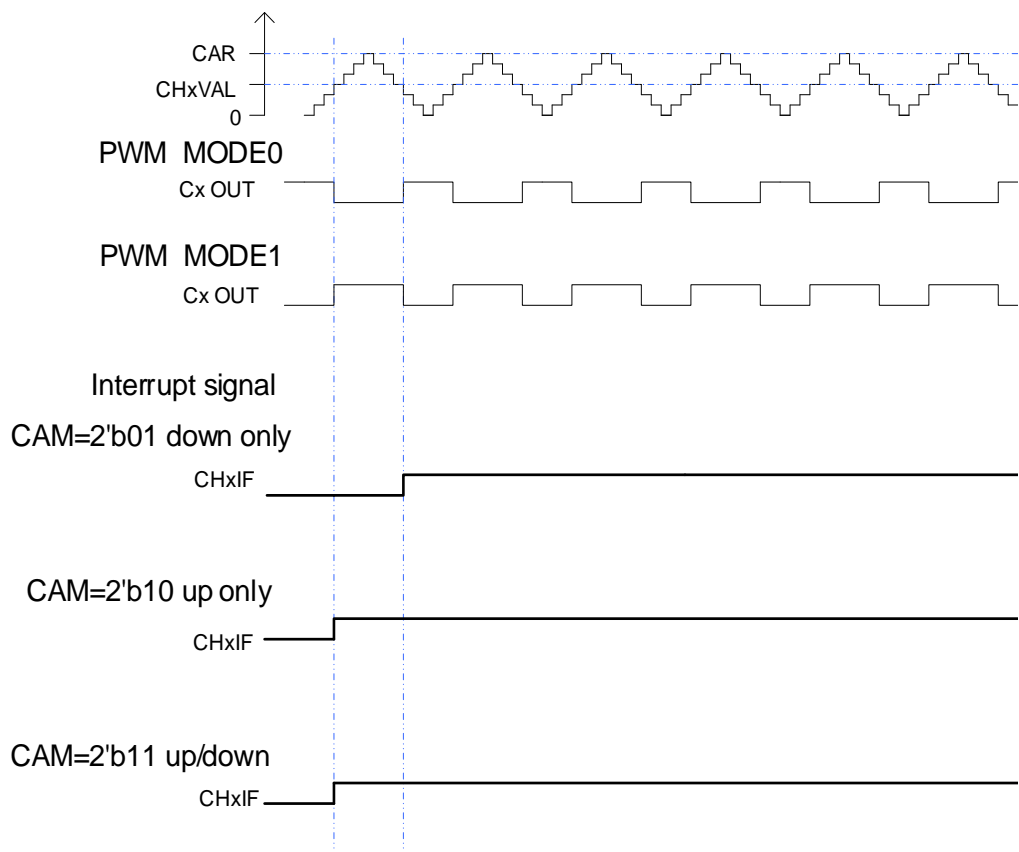 CAR
CHxVAL
0
PWM MODE0
Cx OUT
PWM MODE1
Cx OUT
Interrupt signal
CAM=2'b01 down only
CHxIF
CAM=2'b10 up only
CHxIF
CAM=2'b11 up/down
CHxIF